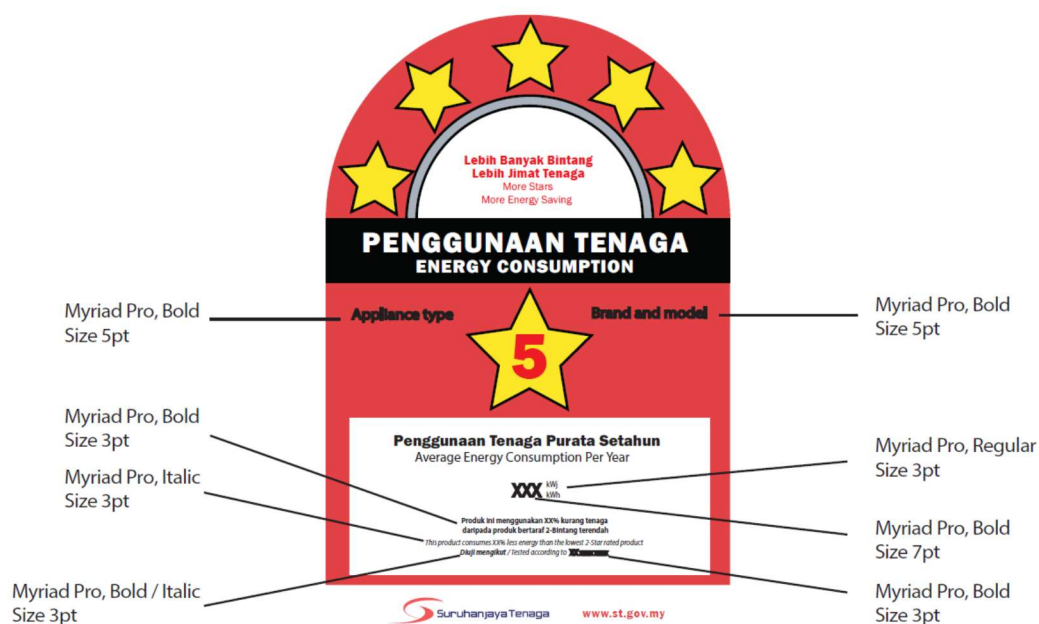 Lebih Banyak Bintang
Lebih Jimat Tenaga
More Stars
More Energy Saving
PENGGUNAAN TENAGA
ENERGY CONSUMPTION
Myriad Pro, Bold
Size 5pt
Appliance type
5
Brand and model
Myriad Pro, Bold
Size 5pt
Myriad Pro, Bold
Size 3pt
Myriad Pro, Italic
Size 3pt
Penggunaan Tenaga Purata Setahun
Average Energy Consumption Per Year
XXX kWj
kWh
Produk ini menggunakan XX% kurang tenaga
daripada produk bertaraf 2-Bintang terendah
This product consumes XX% less energy than the lowest 2-Star rated product
Diuji mengikut / Tested according to
Myriad Pro, Regular
Size 3pt
Myriad Pro, Bold
Size 7pt
Myriad Pro, Bold / Italic
Size 3pt
Myriad Pro, Bold
Size 3pt
Suruhanjaya Tenaga
www.st.gov.my